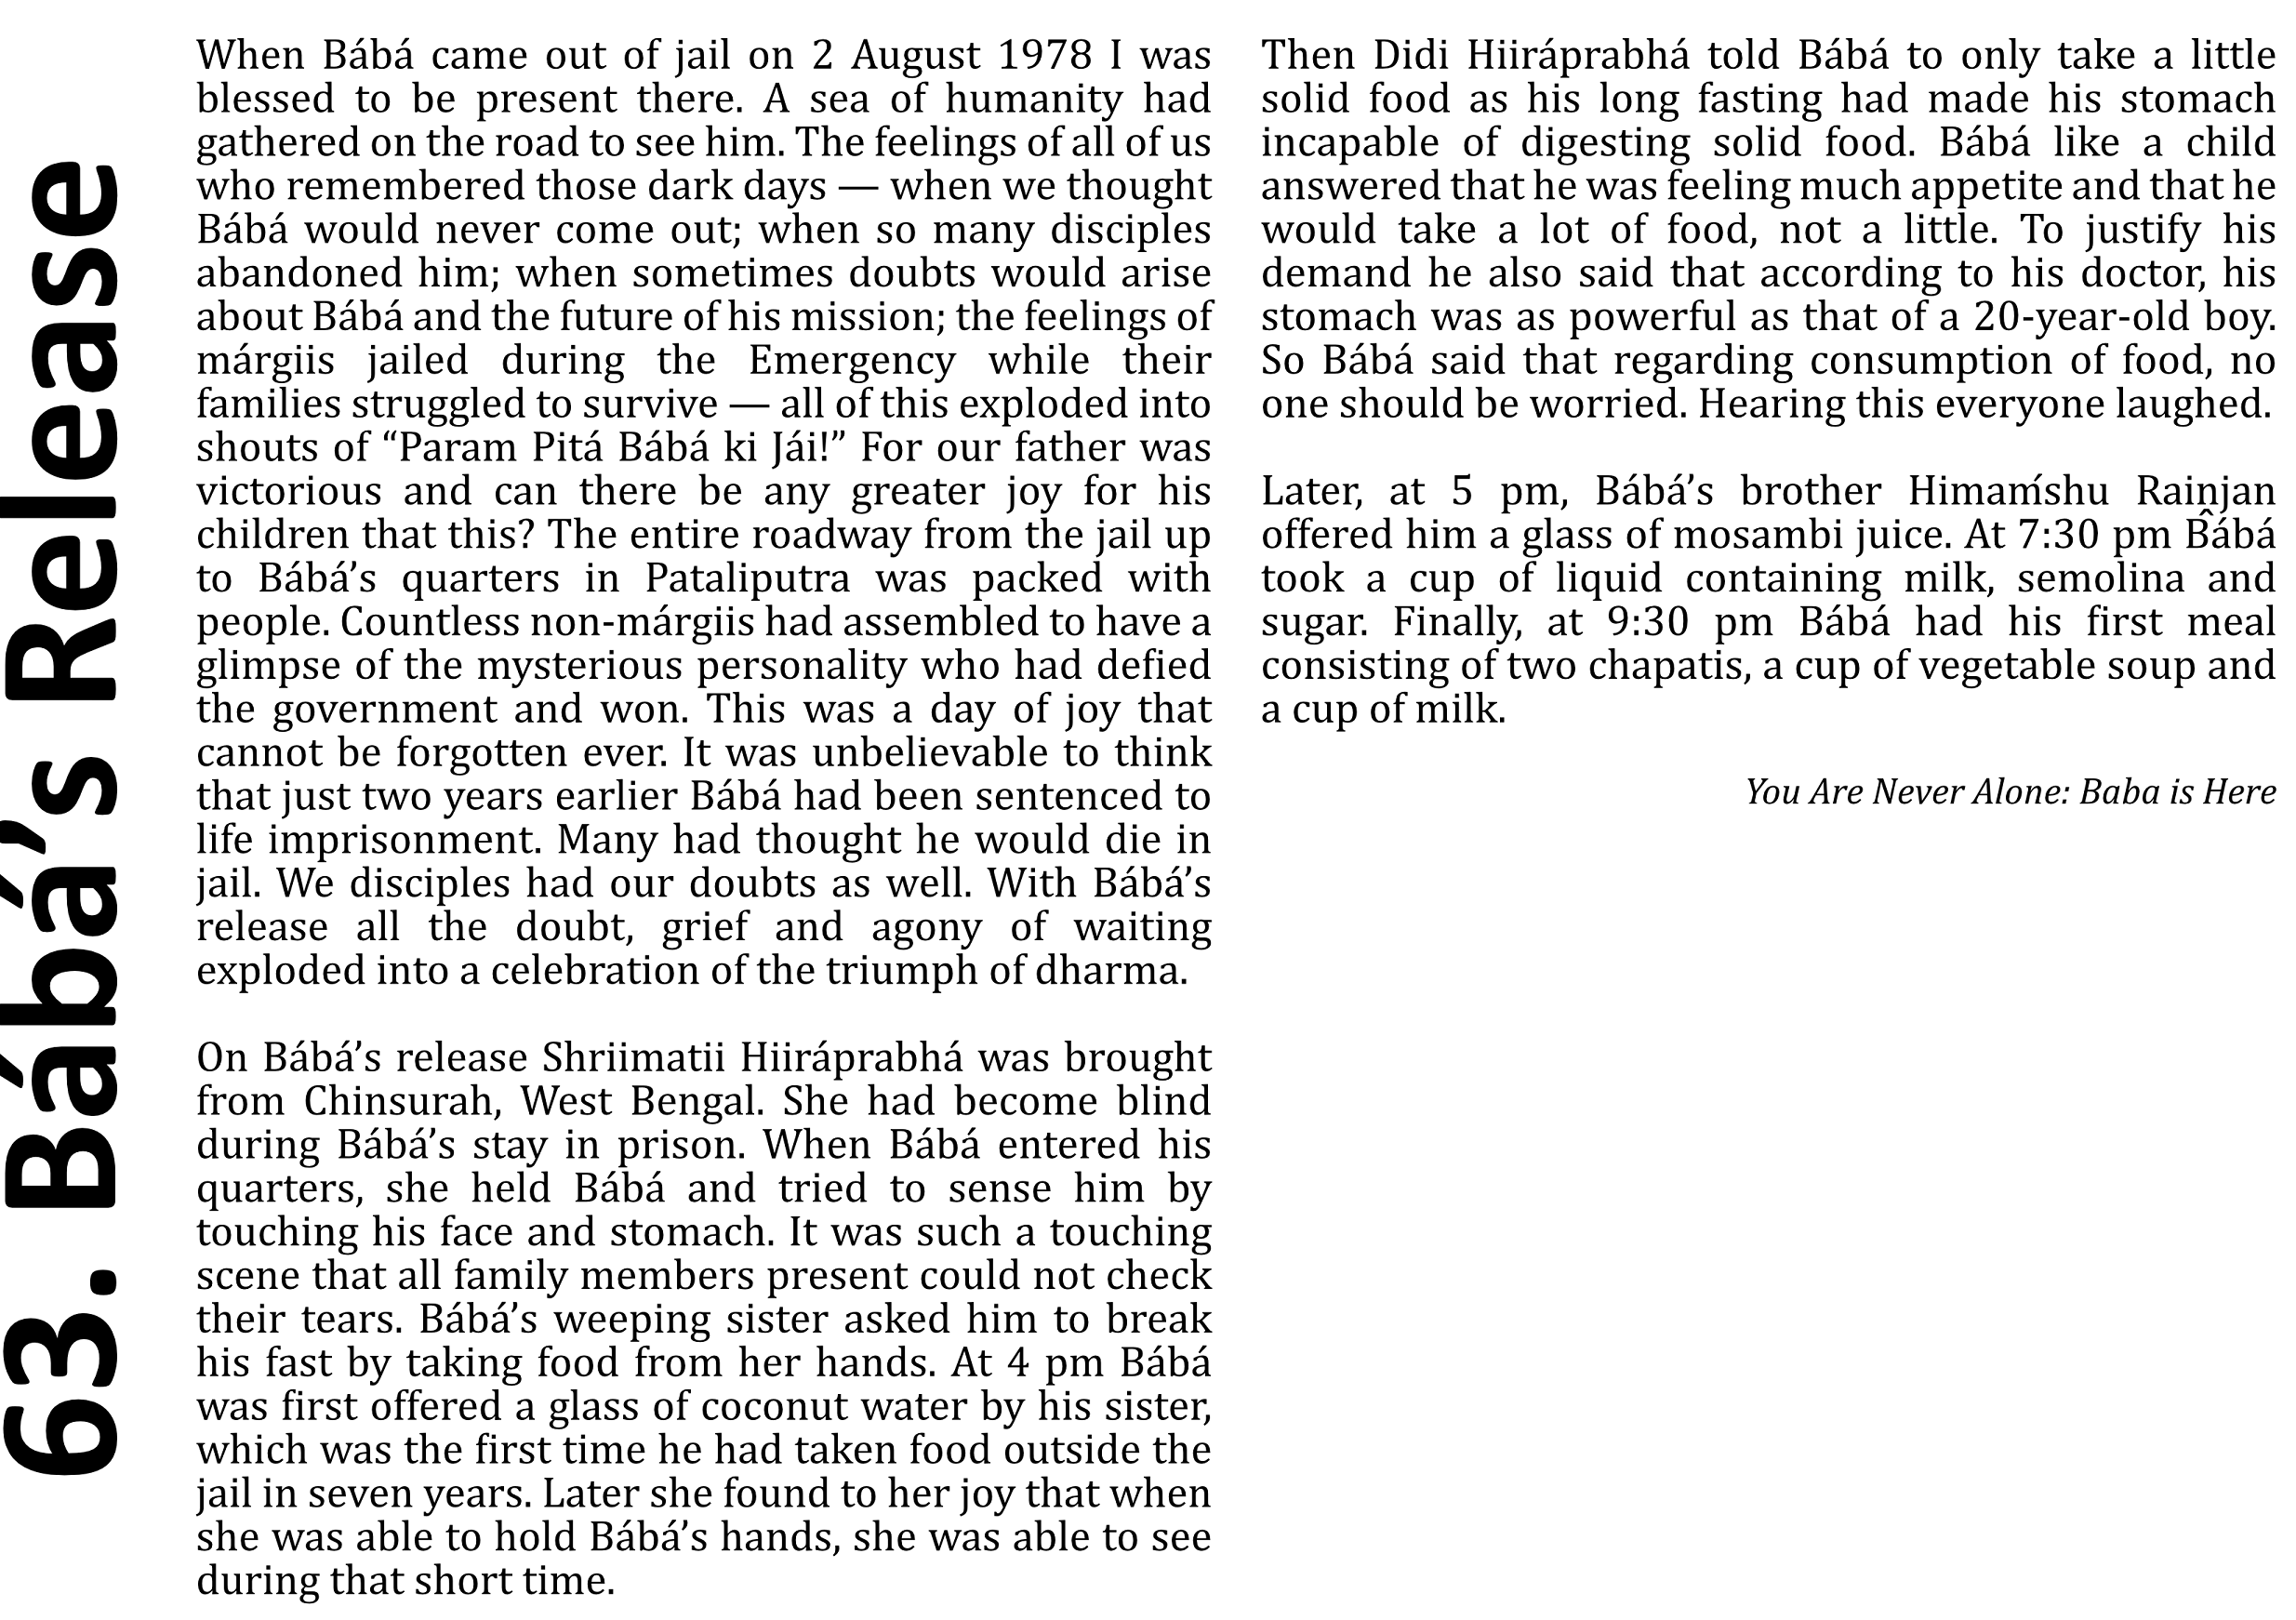 63. Bábá’s Release
When Bábá came out of jail on 2 August 1978 I was
blessed to be present there. A sea of humanity had
gathered on the road to see him. The feelings of all of us
who remembered those dark days — when we thought
Bábá would never come out; when so many disciples
abandoned him; when sometimes doubts would arise
about Bábá and the future of his mission; the feelings of
márgiis jailed during the Emergency while their
families struggled to survive — all of this exploded into
shouts of “Param Pitá Bábá ki Jái!” For our father was
victorious and can there be any greater joy for his
children that this? The entire roadway from the jail up
to Bábá’s quarters in Pataliputra was packed with
people. Countless non-márgiis had assembled to have a
glimpse of the mysterious personality who had defied
the government and won. This was a day of joy that
cannot be forgotten ever. It was unbelievable to think
that just two years earlier Bábá had been sentenced to
life imprisonment. Many had thought he would die in
jail. We disciples had our doubts as well. With Bábá’s
release all the doubt, grief and agony of waiting
exploded into a celebration of the triumph of dharma.
On Bábá’s release Shriimatii Hiiráprabhá was brought
from Chinsurah, West Bengal. She had become blind
during Bábá’s stay in prison. When Bábá entered his
quarters, she held Bábá and tried to sense him by
touching his face and stomach. It was such a touching
scene that all family members present could not check
their tears. Bábá’s weeping sister asked him to break
his fast by taking food from her hands. At 4 pm Bábá
was first offered a glass of coconut water by his sister,
which was the first time he had taken food outside the
jail in seven years. Later she found to her joy that when
she was able to hold Bábá’s hands, she was able to see
during that short time.
Then Didi Hiiráprabhá told Bábá to only take a little
solid food as his long fasting had made his stomach
incapable of digesting solid food. Bábá like a child
answered that he was feeling much appetite and that he
would take a lot of food, not a little. To justify his
demand he also said that according to his doctor, his
stomach was as powerful as that of a 20-year-old boy.
So Bábá said that regarding consumption of food, no
one should be worried. Hearing this everyone laughed.
Later, at 5 pm, Bábá’s brother Himaḿshu Raiṋjan
offered him a glass of mosambi juice. At 7:30 pm Bábá
took a cup of liquid containing milk, semolina and
sugar. Finally, at 9:30 pm Bábá had his first meal
consisting of two chapatis, a cup of vegetable soup and
a cup of milk.
You Are Never Alone: Baba is Here